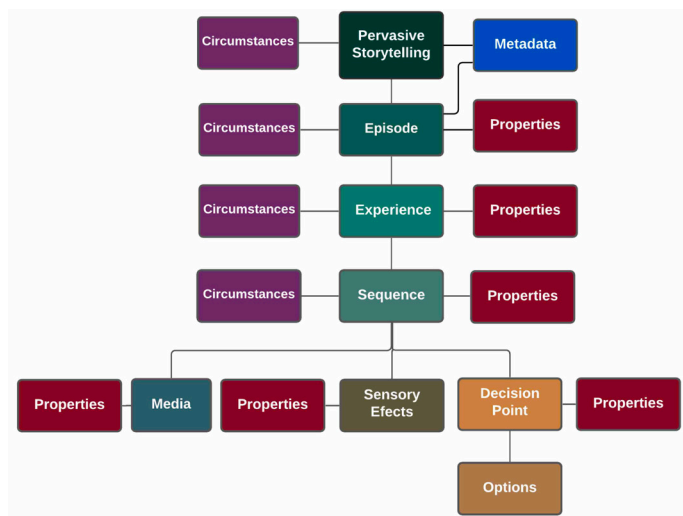 Circumstances
Pervasive
Storytelling
Metadata
Circumstances
Episode
Properties
Circumstances
Experience
Properties
Circumstances
Sequence
Properties
Properties
Media
Properties
Sensory
Efects
Decision
Point
Properties
Options